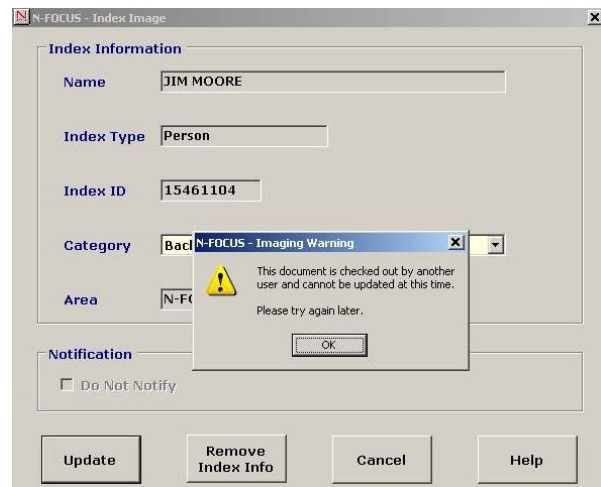 N-FOCUS - Index Image
Index Information
Name JIM MOORE
Index Type Person
Index ID 15461104
N-FOCUS - Imaging Warning
Category
This document is checked out by another
user and cannot be updated at this time.
Please try again later.
Area
OK
Notification
Do Not Notify
Update
Remove
Index Info
Cancel
Help